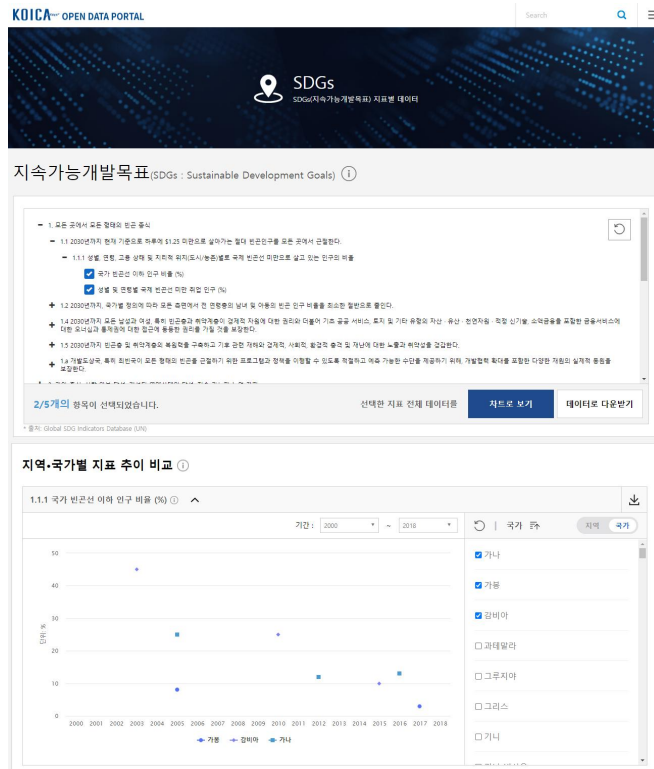 KOICA OPEN DATA PORTAL
Search
SDGs
SDGs(지속가능개발목표) 지표별 데이터
지속가능개발목표(SDGs : Sustainable Development Goals)
1. 모든 곳에서 모든 형태의 빈곤 종식
1.1 2030년까지 현재 기준으로 하루에 $1.25 미만으로 살아가는 절대 빈곤인구를 모든 곳에서 근절한다.
1.1.1 성별, 연령, 고용 상태 및 지리적 위치(도시/농촌)별로 국제 빈곤선 미만으로 살고 있는 인구의 비율
국가 빈곤선 이하 인구 비율 (%)
성별 및 연령별 국제 빈곤선 미만 취업 인구 (%)
1.2 2030년까지, 국가별 정의에 따라 모든 측면에서 전 연령층의 남녀 및 아동의 빈곤 인구 비율을 최소한 절반으로 줄인다.
1.4 2030년까지 모든 남성과 여성, 특히 빈곤층과 취약계층이 경제적 자원에 대한 권리와 더불어 기초 공공 서비스, 토지 및 기타 유형의 자산 · 유산 · 천연자원 · 적정 신기술, 소액금융을 포함한 금융서비스에
대한 오너십과 통제권에 대한 접근에 동등한 권리를 가질 것을 보장한다.
1.5 2030년까지 빈곤층 및 취약계층의 복원력을 구축하고 기후 관련 재해와 경제적, 사회적, 환경적 충격 및 재난에 대한 노출과 취약성을 경감한다.
1.a 개발도상국, 특히 최빈국이 모든 형태의 빈곤을 근절하기 위한 프로그램과 정책을 이행할 수 있도록 적절하고 예측 가능한 수단을 제공하기 위해, 개발협력 확대를 포함한 다양한 재원의 실제적 동원을
보장한다.
2/5개의 항목이 선택되었습니다.
선택한 지표 전체 데이터를
차트로 보기
데이터로 다운받기
* 출처: Global SDG Indicators Database (UN)
지역•국가별 지표 추이 비교
1.1.1 국가 빈곤선 이하 인구 비율 (%)
기간 : 2000 ~ 2018
국가
지역 국가
단위: %
50
40
30
20
10
0
2000 2001 2002 2003 2004 2005 2006 2007 2008 2009 2010 2011 2012 2013 2014 2015 2016 2017 2018
가봉 감비아 가나
가나
가봉
감비아
과테말라
그루지야
그리스
기니